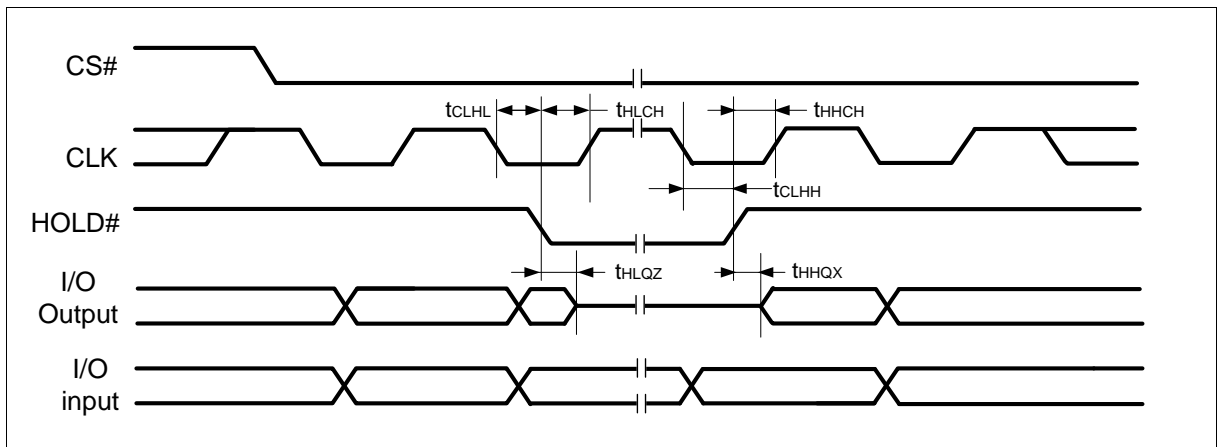 CS#
tCLHL
tHLCH
tHHCH
CLK
tCLHH
HOLD#
tHLQZ
tHHQX
I/O
Output
I/O
input